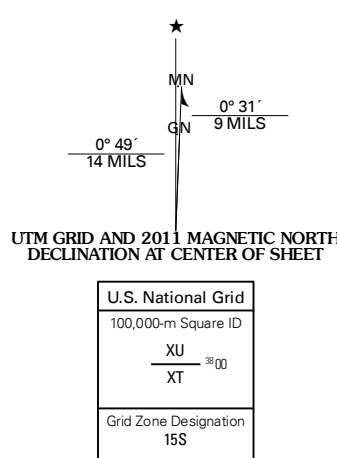 ★
MN
0° 31´
9 MILS
GN
0° 49´
14 MILS
UTM GRID AND 2011 MAGNETIC NORTH
DECLINATION AT CENTER OF SHEET
U.S. National Grid
100,000-m Square ID
XU
3800
XT
Grid Zone Designation
15S